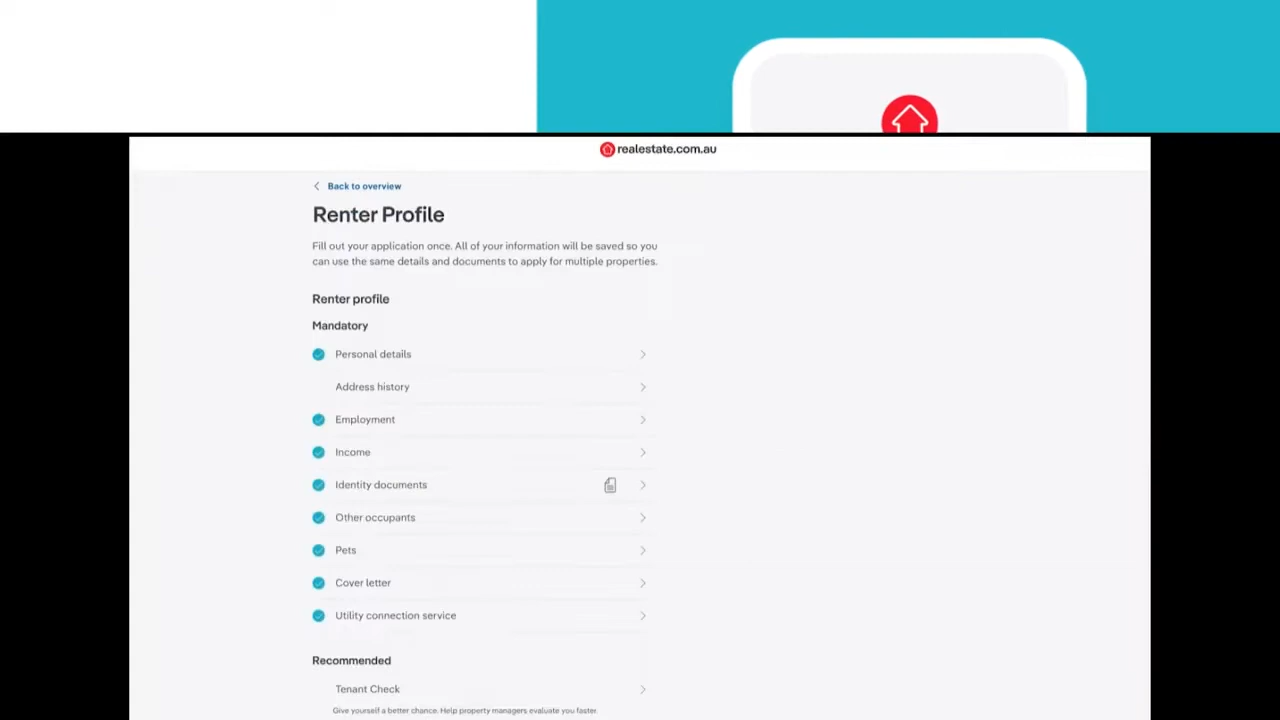 realestate.com.au
Back to overview
Renter Profile
Fill out your application once. All of your information will be saved so you
can use the same details and documents to apply for multiple properties.
Renter profile
Mandatory
Personal details
Address history
Employment
Income
Identity documents
Other occupants
Pets
Cover letter
Utility connection service
Recommended
Tenant Check
Give yourself a better chance. Help property managers evaluate you faster.